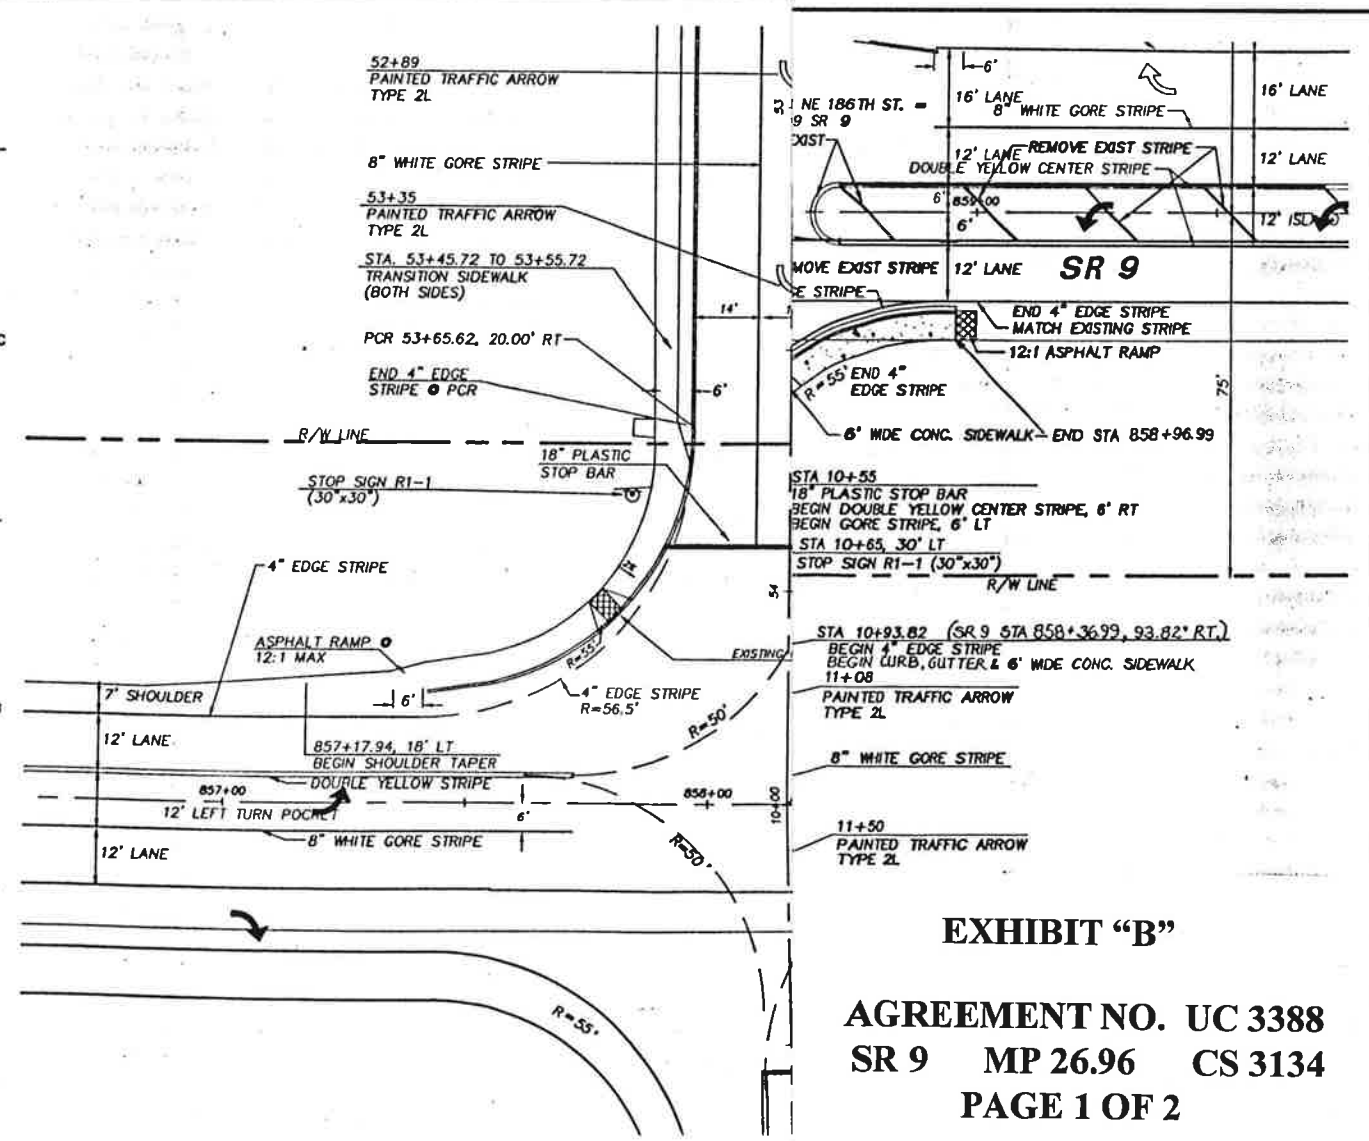 52+89
PAINTED TRAFFIC ARROW
TYPE 2L
8" WHITE GORE STRIPE
53+35
PAINTED TRAFFIC ARROW
TYPE 2L
STA. 53+45.72 TO 53+55.72
TRANSITION SIDEWALK
(BOTH SIDES)
14'
PCR 53+65.62, 20.00' RT
END 4" EDGE
STRIPE @ PCR
6'
R/W LINE
18" PLASTIC
STOP BAR
STOP SIGN R1-1
(30"x30")
4" EDGE STRIPE
ASPHALT RAMP @
12:1 MAX
R=55'
EXISTING
7' SHOULDER
6'
4" EDGE STRIPE
R=56.5'
R=50'
12' LANE
857+17.94, 18' LT
BEGIN SHOULDER TAPER
DOUBLE YELLOW STRIPE
857+00
858+00
12' LEFT TURN POCKET
6'
10+00
8" WHITE GORE STRIPE
12' LANE
R=50'
R=55'
53
54
6'
16' LANE
16' LANE
NE 186TH ST. =
9 SR 9
8" WHITE GORE STRIPE
EXIST
12' LANE
REMOVE EXIST STRIPE
12' LANE
DOUBLE YELLOW CENTER STRIPE
6'
859+00
6'
MOVE EXIST STRIPE
12' LANE
SR 9
E STRIPE
END 4" EDGE STRIPE
MATCH EXISTING STRIPE
12:1 ASPHALT RAMP
R=55'
END 4"
EDGE STRIPE
75'
6' WIDE CONC. SIDEWALK
END STA 858+96.99
STA 10+55
18" PLASTIC STOP BAR
BEGIN DOUBLE YELLOW CENTER STRIPE, 6' RT
BEGIN GORE STRIPE, 6' LT
STA 10+65, 30' LT
STOP SIGN R1-1 (30"x30")
R/W LINE
STA 10+93.82 (SR 9 STA 858+36.99, 93.82' RT.)
BEGIN 4" EDGE STRIPE
BEGIN CURB, GUTTER & 6' WIDE CONC. SIDEWALK
11+08
PAINTED TRAFFIC ARROW
TYPE 2L
8" WHITE GORE STRIPE
11+50
PAINTED TRAFFIC ARROW
TYPE 2L
EXHIBIT “B”
AGREEMENT NO. UC 3388
SR 9 MP 26.96 CS 3134
PAGE 1 OF 2